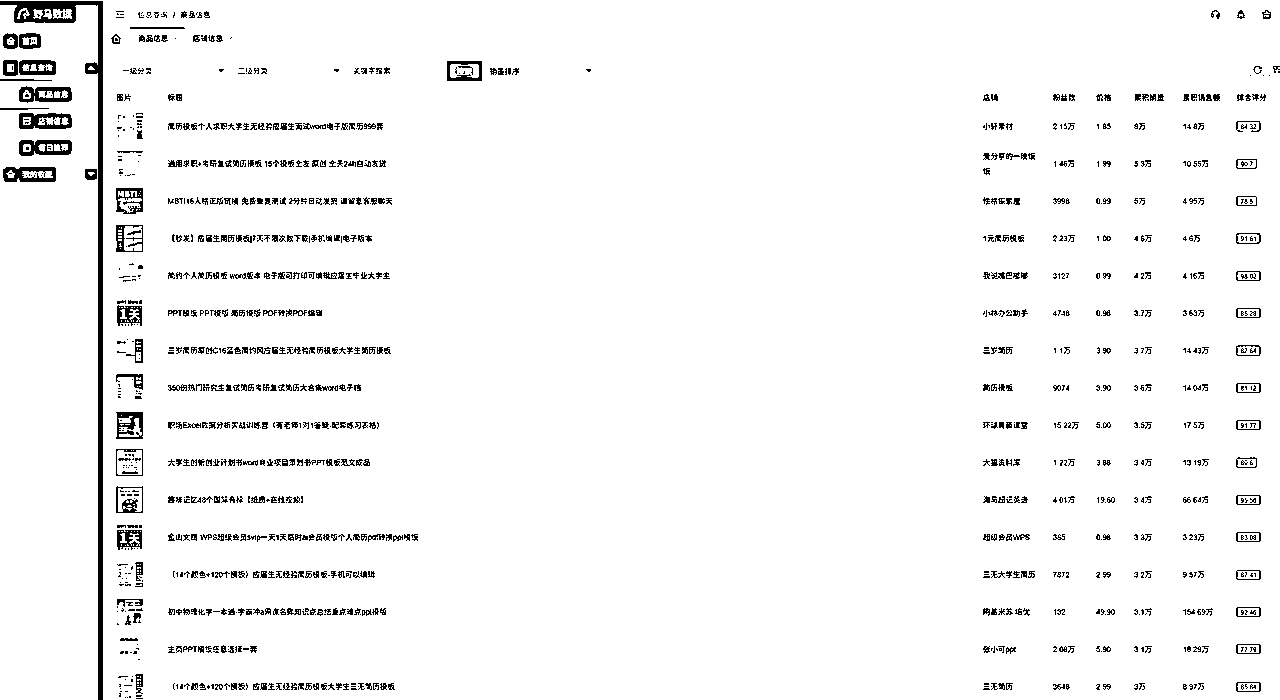 野马数据
信息查询 / 商品信息
首页
商品信息
店铺信息
信息查询
一级分类
二级分类
关键字搜索
销量排序
商品信息
店铺信息
每日推荐
我的收藏
图片 标题 店铺 粉丝数 价格 累积销量 累积销售额 综合评分
简历模板个人求职大学生无经验应届生面试word电子版简历999套 小轩素材 2.15万 1.85 8万 14.8万 84.32
通用求职+考研复试简历模板 15个模板全发 原创 全天24h自动发货 爱分享的一晚饭饭 1.46万 1.99 5.3万 10.55万 90.7
MBTI16人格正版链接 免费重复测试 2分钟自动发货 请留意客服聊天 性格探索屋 3998 0.99 5万 4.95万 78.8
【秒发】应届生简历模板|7天不限次数下载|手机编辑|电子版本 1元简历模板 2.23万 1.00 4.6万 4.6万 91.61
简约个人简历模板 word版本 电子版可打印可编辑应届生毕业大学生 我说嘴巴嘟嘟 3127 0.99 4.2万 4.16万 98.02
PPT模板 PPT模版 简历模版 PDF转换PDF编辑 小林办公助手 4748 0.98 3.7万 3.63万 85.28
三岁简历原创C16蓝色简约风应届生无经验简历模板大学生简历模板 三岁简历 1.1万 3.90 3.7万 14.43万 87.64
350份热门研究生复试简历考研复试简历大合集word电子档 简历模板 9074 3.90 3.6万 14.04万 81.12
职场Excel数据分析实战训练营（有老师1对1答疑-配套练习表格） 环球青藤课堂 15.22万 5.00 3.5万 17.5万 91.77
大学生创新创业计划书word商业项目策划书PPT模板范文成品 大猫资料库 1.22万 3.88 3.4万 13.19万
趣味记忆48个国际音标【纸质+在线视频】 海马超记英语 4.01万 19.60 3.4万 66.64万 95.56
金山文档 WPS超级会员svip一天1天临时ai会员模版个人简历pdf转换ppt模板 超级会员WPS 385 0.98 3.3万 3.23万 83.08
（14个颜色+120个模板）应届生无经验简历模板-手机可以编辑 三无大学生简历 7872 2.99 3.2万 9.57万 87.41
初中物理化学一本通-学霸冲a考点名师知识点总结重点难点ppt模版 陶基米苏 培优 132 49.90 3.1万 154.69万 92.46
主页PPT模板任意选择一套 张小可ppt 2.08万 5.90 3.1万 18.29万 77.79
（14个颜色+120个模板）应届生无经验简历模板大学生三无简历模板 三无简历 3648 2.99 3万 8.97万 85.84